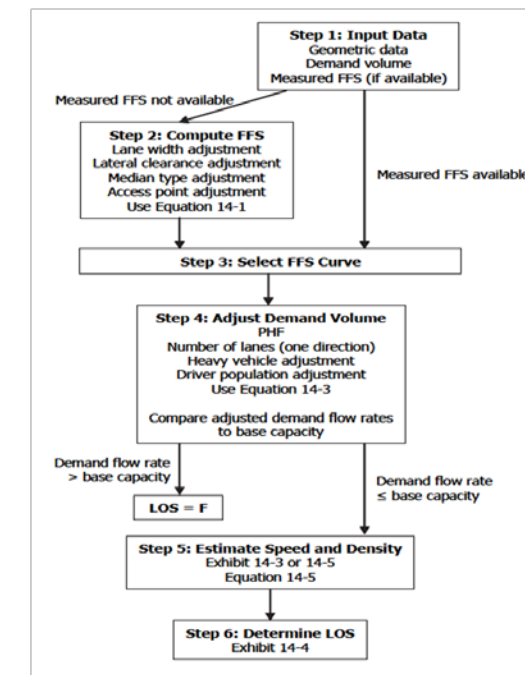 Step 1: Input Data
Geometric data
Demand volume
Measured FFS (if available)
Measured FFS not available
Step 2: Compute FFS
Lane width adjustment
Lateral clearance adjustment
Median type adjustment
Access point adjustment
Use Equation 14-1
Measured FFS available
Step 3: Select FFS Curve
Step 4: Adjust Demand Volume
PHF
Number of lanes (one direction)
Heavy vehicle adjustment
Driver population adjustment
Use Equation 14-3
Compare adjusted demand flow rates
to base capacity
Demand flow rate
> base capacity
Demand flow rate
≤ base capacity
LOS = F
Step 5: Estimate Speed and Density
Exhibit 14-3 or 14-5
Equation 14-5
Step 6: Determine LOS
Exhibit 14-4